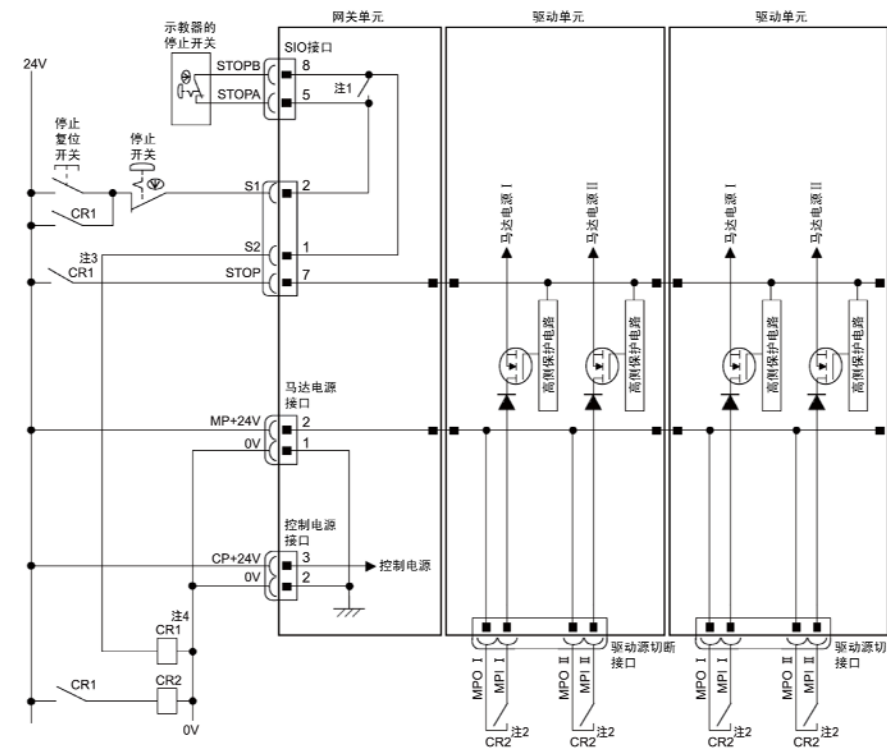 网关单元
驱动单元
驱动单元
示教器的
停止开关
SIO接口
24V
STOPB
8
STOPA
5
注1
停止
复位
开关
停止
开关
S1
2
CR1
S2
1
注3
CR1
STOP
7
马达电源 I
马达电源 II
马达电源 I
马达电源 II
高侧保护电路
高侧保护电路
高侧保护电路
高侧保护电路
马达电源
接口
MP+24V
2
0V
1
控制电源
接口
CP+24V
3
控制电源
0V
2
注4
CR1
CR1
CR2
0V
驱动源切断
接口
驱动源切
接口
MPO I
MPI I
MPO II
MPI II
MPO I
MPI I
MPO II
MPI II
CR2
注2
CR2
注2
CR2
注2
CR2
注2